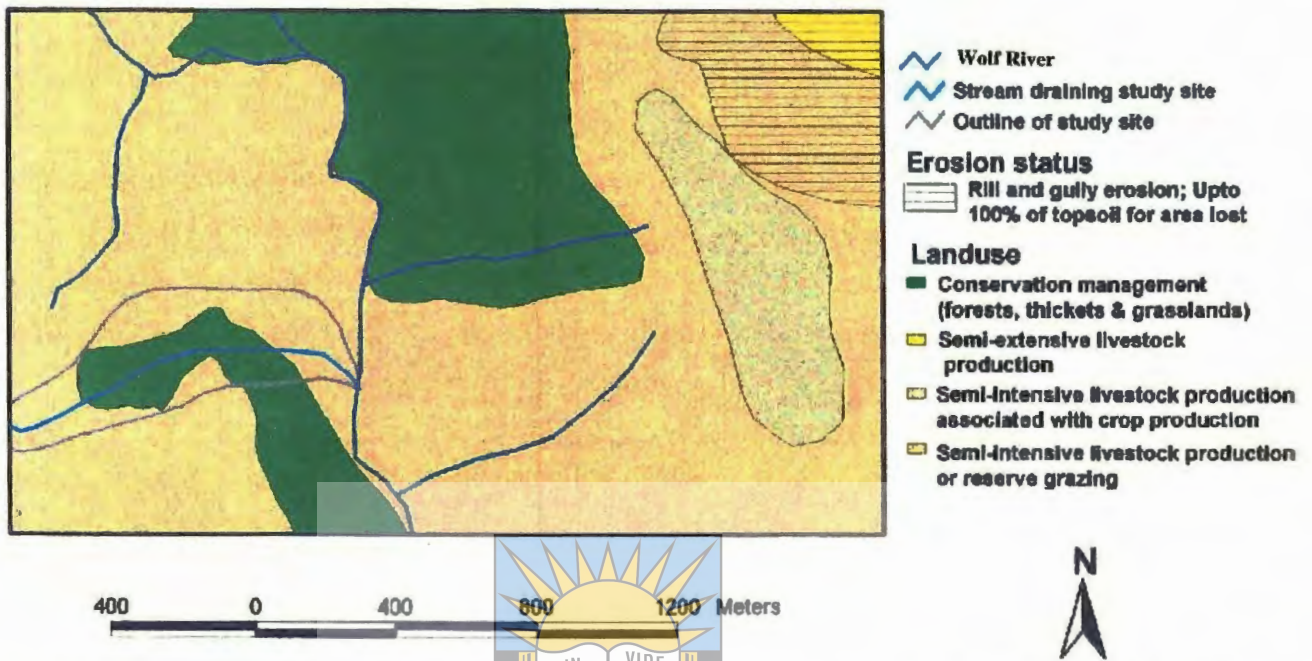 Wolf River
Stream draining study site
Outline of study site
Erosion status
Rill and gully erosion; Upto
100% of topsoil for area lost
Landuse
Conservation management
(forests, thickets & grasslands)
Semi-extensive livestock
production
Semi-intensive livestock production
associated with crop production
Semi-intensive livestock production
or reserve grazing
N
400 0 400 800 1200 Meters
IN VIDE